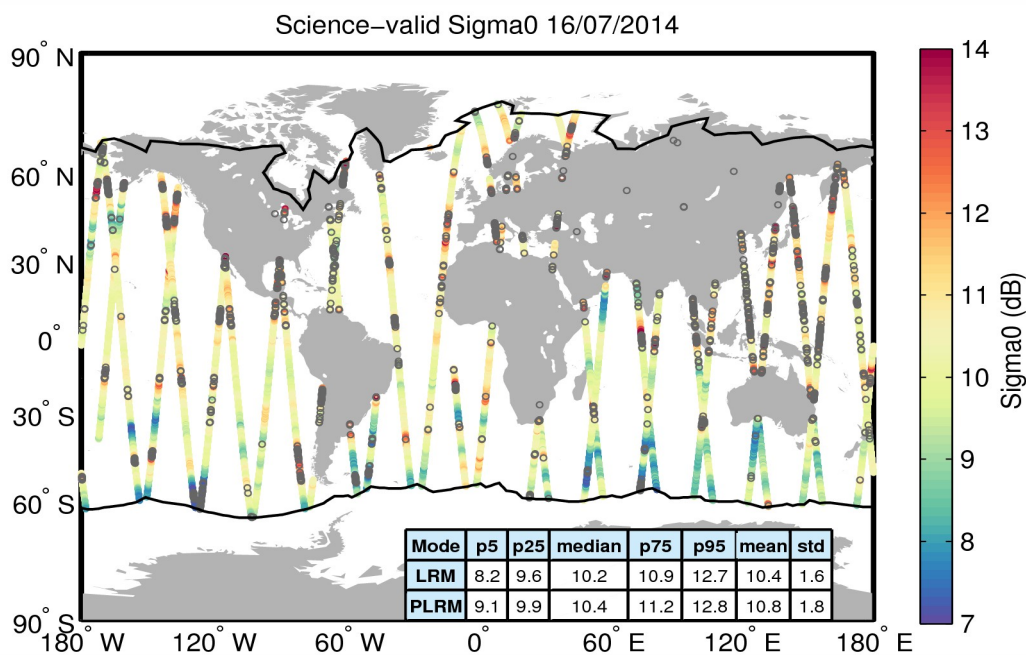 Science−valid Sigma0 16/07/2014
90° N
60° N
30° N
0°
30° S
60° S
90° S
180° W
120° W
60° W
0°
60° E
120° E
180° E
Mode p5 p25 median p75 p95 mean std
LRM 8.2 9.6 10.2 10.9 12.7 10.4 1.6
PLRM 9.1 9.9 10.4 11.2 12.8 10.8 1.8
14
13
12
11
10
9
8
7
Sigma0 (dB)